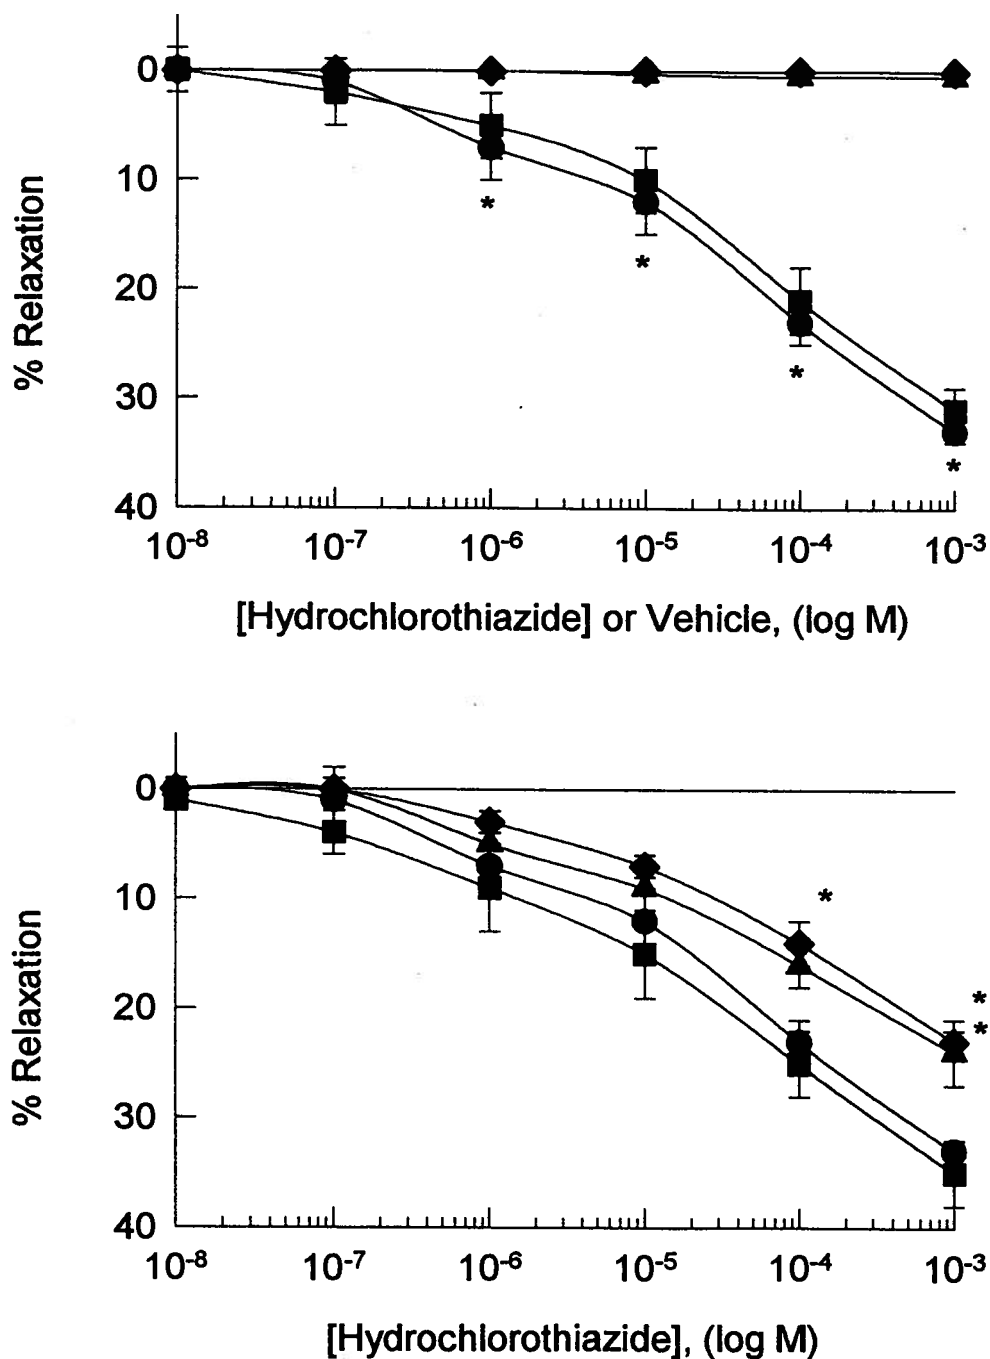 0
10
20
30
40
% Relaxation
*
*
*
*
10-8 10-7 10-6 10-5 10-4 10-3
[Hydrochlorothiazide] or Vehicle, (log M)
0
10
20
30
40
% Relaxation
*
*
*
10-8 10-7 10-6 10-5 10-4 10-3
[Hydrochlorothiazide], (log M)